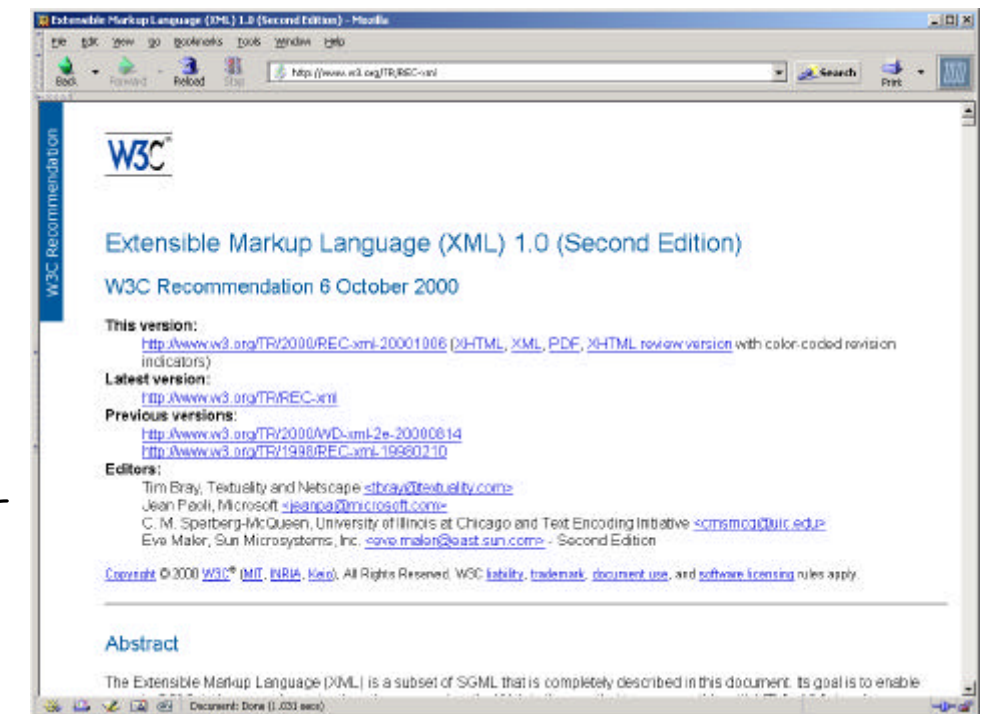 Extensible Markup Language (XML) 1.0 (Second Edition) - Mozilla
File Edit View Go Bookmarks Tools Window Help
Back Forward Reload Stop http://www.w3.org/TR/REC-xml Search Print
W3C Recommendation
W3C
Extensible Markup Language (XML) 1.0 (Second Edition)
W3C Recommendation 6 October 2000
This version:
http://www.w3.org/TR/2000/REC-xml-20001006 (XHTML, XML, PDF, XHTML review version with color-coded revision
indicators)
Latest version:
http://www.w3.org/TR/REC-xml
Previous versions:
http://www.w3.org/TR/2000/WD-xml-2e-20000814
http://www.w3.org/TR/1998/REC-xml-19980210
Editors:
Tim Bray, Textuality and Netscape <tbray@textuality.com>
Jean Paoli, Microsoft <jeanpa@microsoft.com>
C. M. Sperberg-McQueen, University of Illinois at Chicago and Text Encoding Initiative <cmsmcq@uic.edu>
Eve Maler, Sun Microsystems, Inc. <eve.maler@east.sun.com> - Second Edition
Copyright © 2000 W3C® (MIT, INRIA, Keio), All Rights Reserved. W3C liability, trademark, document use, and software licensing rules apply.
Abstract
The Extensible Markup Language (XML) is a subset of SGML that is completely described in this document. Its goal is to enable
Document: Done (1.031 secs)